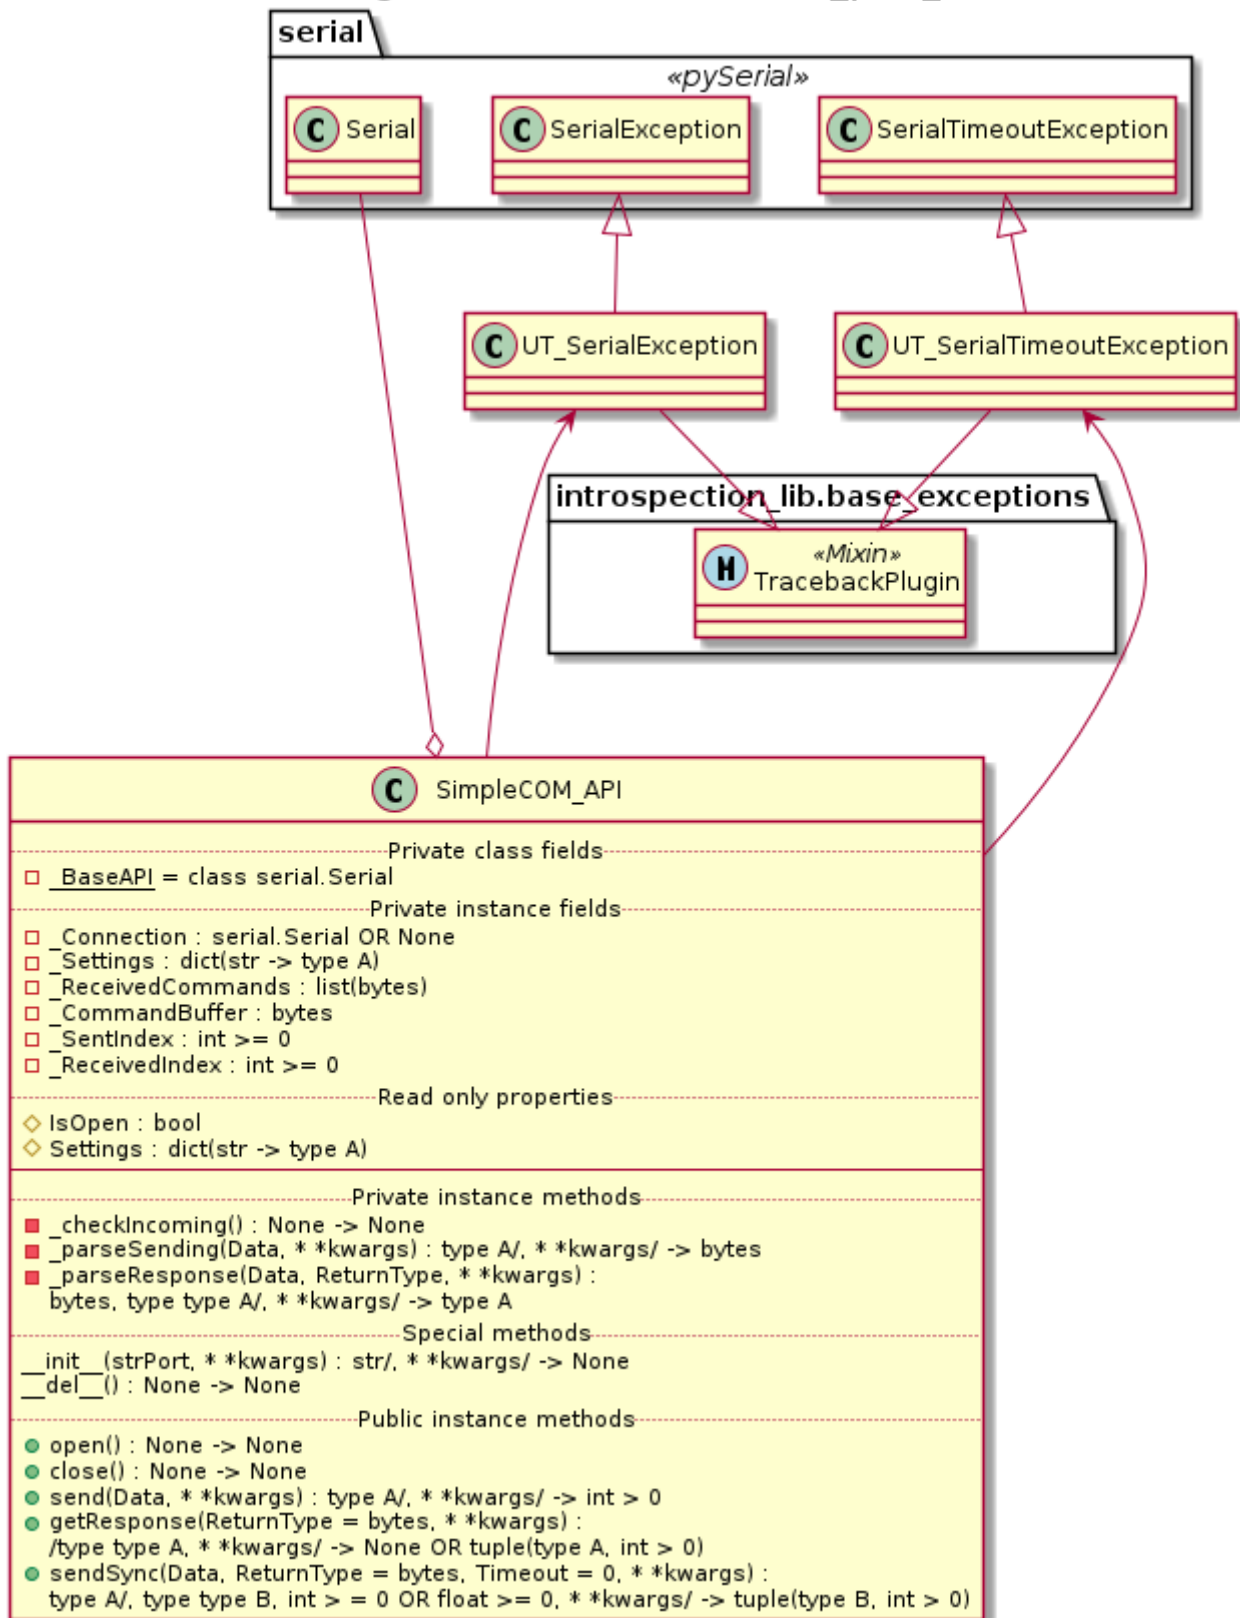 serial
«pySerial»
C Serial
C SerialException
C SerialTimeoutException
C UT_SerialException
C UT_SerialTimeoutException
introspection_lib.base_exceptions
«Mixin»
M TracebackPlugin
C SimpleCOM_API
Private class fields
_BaseAPI = class serial.Serial
Private instance fields
_Connection : serial.Serial OR None
_Settings : dict(str -> type A)
_ReceivedCommands : list(bytes)
_CommandBuffer : bytes
_SentIndex : int >= 0
_ReceivedIndex : int >= 0
Read only properties
IsOpen : bool
Settings : dict(str -> type A)
Private instance methods
_checkIncoming() : None -> None
_parseSending(Data, * *kwargs) : type A/, * *kwargs/ -> bytes
_parseResponse(Data, ReturnType, * *kwargs) :
bytes, type type A/, * *kwargs/ -> type A
Special methods
__init__(strPort, * *kwargs) : str/, * *kwargs/ -> None
__del__() : None -> None
Public instance methods
open() : None -> None
close() : None -> None
send(Data, * *kwargs) : type A/, * *kwargs/ -> int > 0
getResponse(ReturnType = bytes, * *kwargs) :
/type type A, * *kwargs/ -> None OR tuple(type A, int > 0)
sendSync(Data, ReturnType = bytes, Timeout = 0, * *kwargs) :
type A/, type type B, int > = 0 OR float >= 0, * *kwargs/ -> tuple(type B, int > 0)